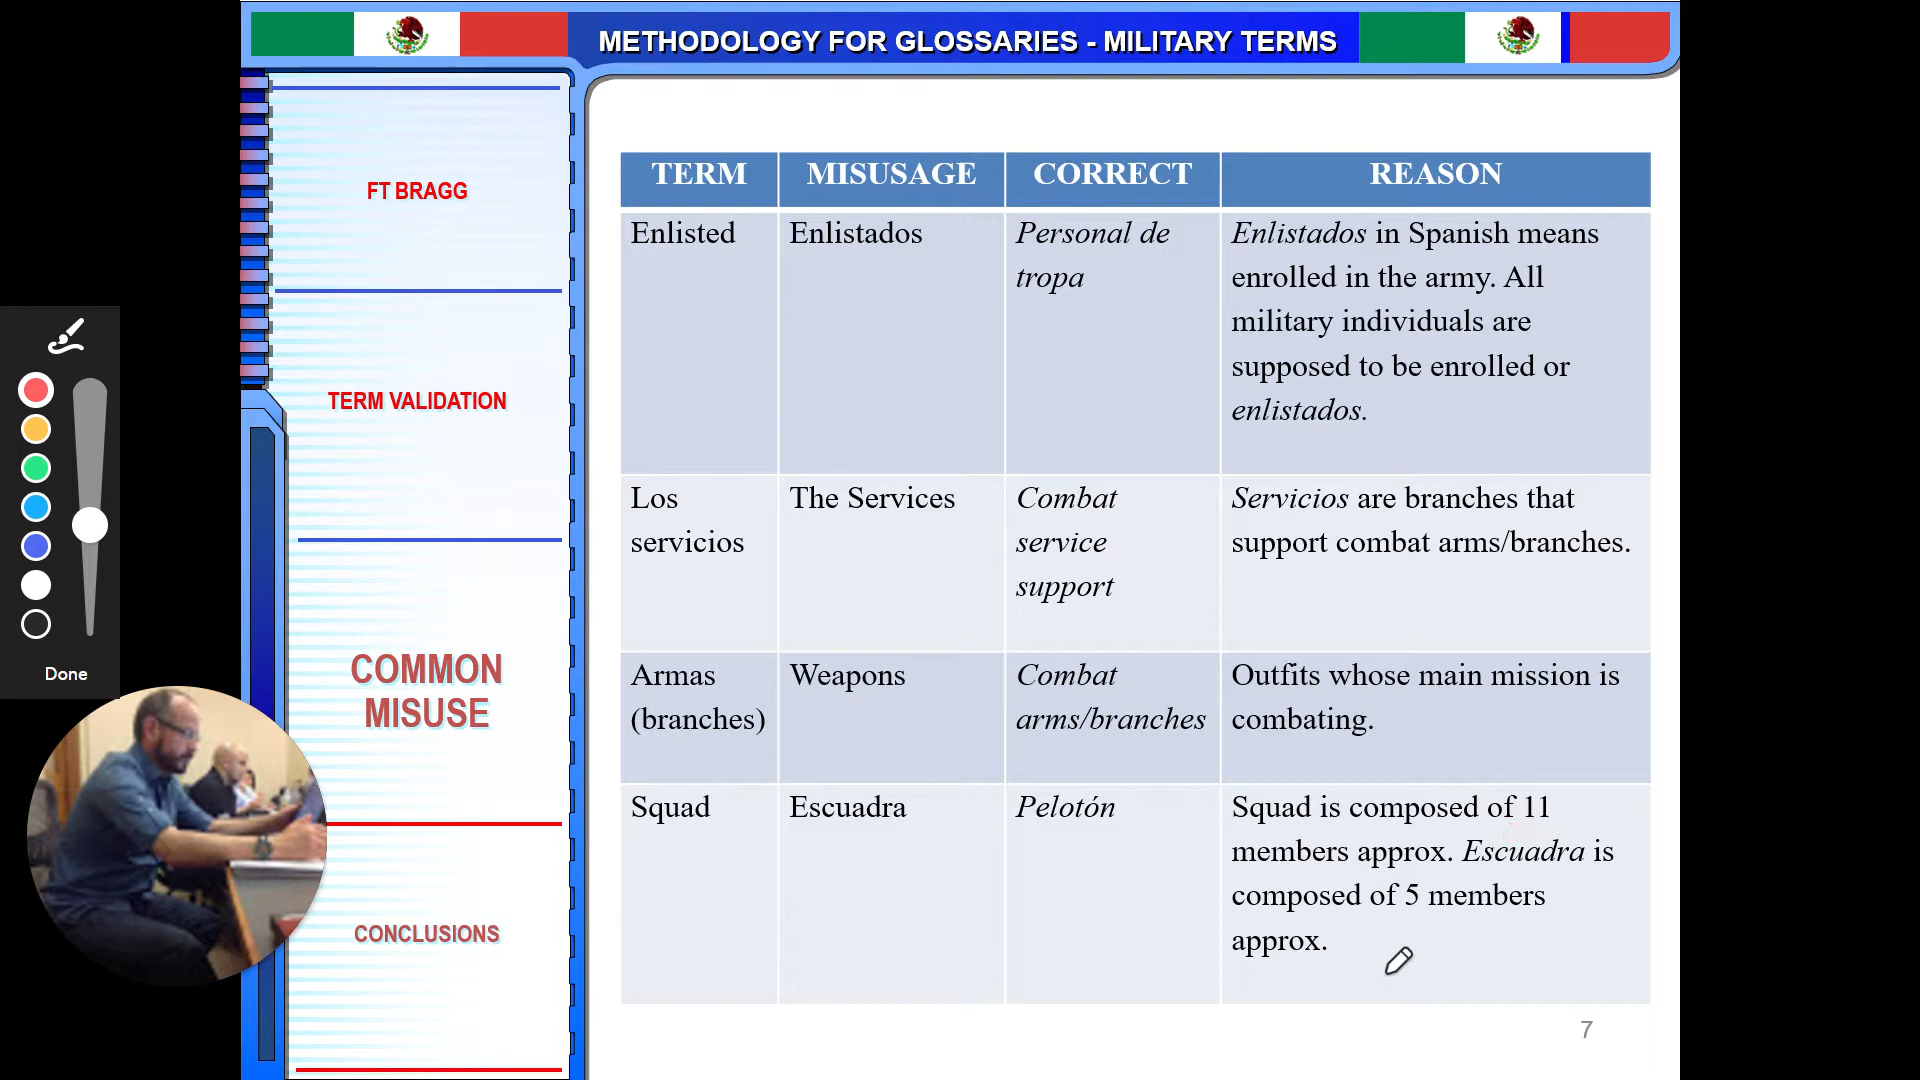 METHODOLOGY FOR GLOSSARIES - MILITARY TERMS
FT BRAGG
TERM VALIDATION
COMMON
MISUSE
CONCLUSIONS
Done
TERM MISUSAGE CORRECT REASON
Enlisted Enlistados Personal de Enlistados in Spanish means
tropa enrolled in the army. All
military individuals are
supposed to be enrolled or
enlistados.
Los The Services Combat Servicios are branches that
servicios service support combat arms/branches.
support
Armas Weapons Combat Outfits whose main mission is
(branches) arms/branches combating.
Squad Escuadra Pelotón Squad is composed of 11
members approx. Escuadra is
composed of 5 members
approx.
7